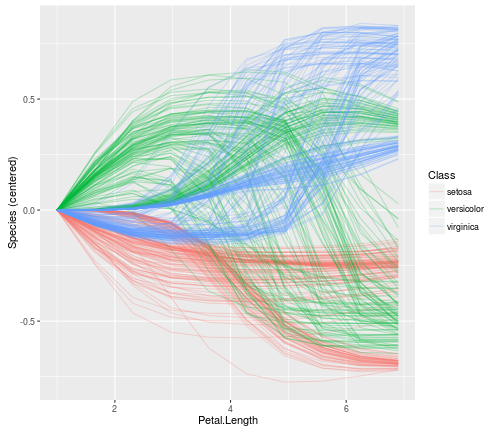 Species (centered)
0.5
0.0
-0.5
2
4
6
Petal.Length
Class
setosa
versicolor
virginica